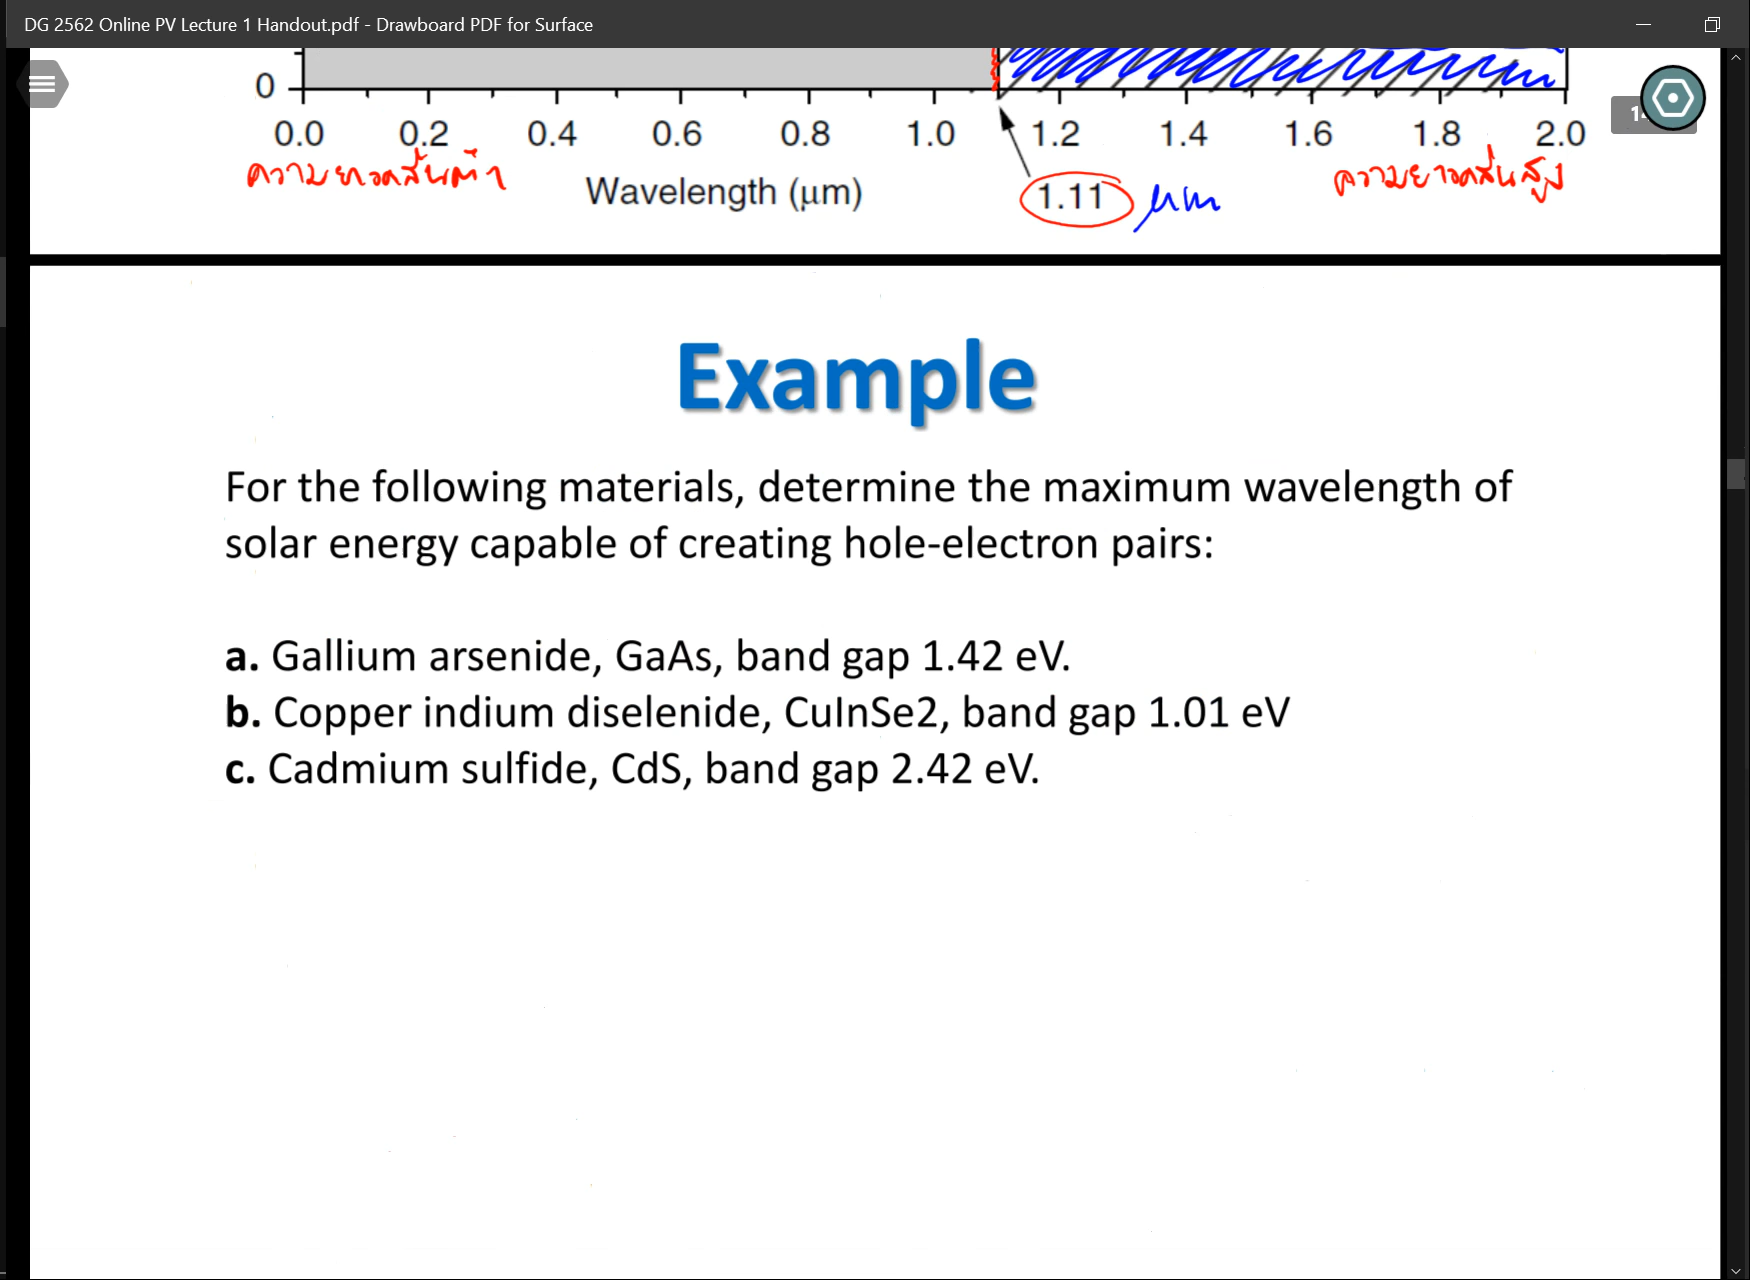 DG 2562 Online PV Lecture 1 Handout.pdf - Drawboard PDF for Surface
0
0.0 0.2 0.4 0.6 0.8 1.0 1.2 1.4 1.6 1.8 2.0
ความยาวคลื่นต่ำ
ความยาวคลื่นสูง
Wavelength (μm)
1.11 μm
Example
For the following materials, determine the maximum wavelength of
solar energy capable of creating hole-electron pairs:
a. Gallium arsenide, GaAs, band gap 1.42 eV.
b. Copper indium diselenide, CuInSe2, band gap 1.01 eV
c. Cadmium sulfide, CdS, band gap 2.42 eV.